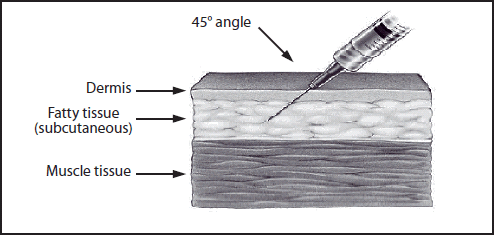 45° angle
Dermis
Fatty tissue
(subcutaneous)
Muscle tissue